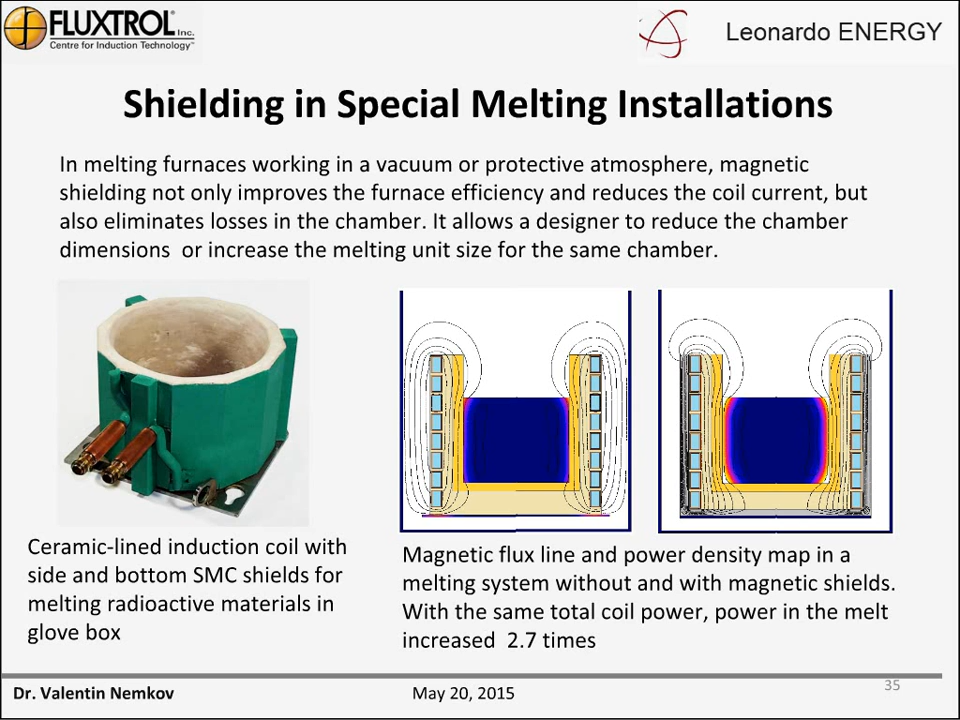 FLUXTROL® Inc.
Centre for Induction Technology™
Leonardo ENERGY
Shielding in Special Melting Installations
In melting furnaces working in a vacuum or protective atmosphere, magnetic
shielding not only improves the furnace efficiency and reduces the coil current, but
also eliminates losses in the chamber. It allows a designer to reduce the chamber
dimensions  or increase the melting unit size for the same chamber.
Ceramic-lined induction coil with
side and bottom SMC shields for
melting radioactive materials in
glove box
Magnetic flux line and power density map in a
melting system without and with magnetic shields.
With the same total coil power, power in the melt
increased  2.7 times
Dr. Valentin Nemkov
May 20, 2015
35